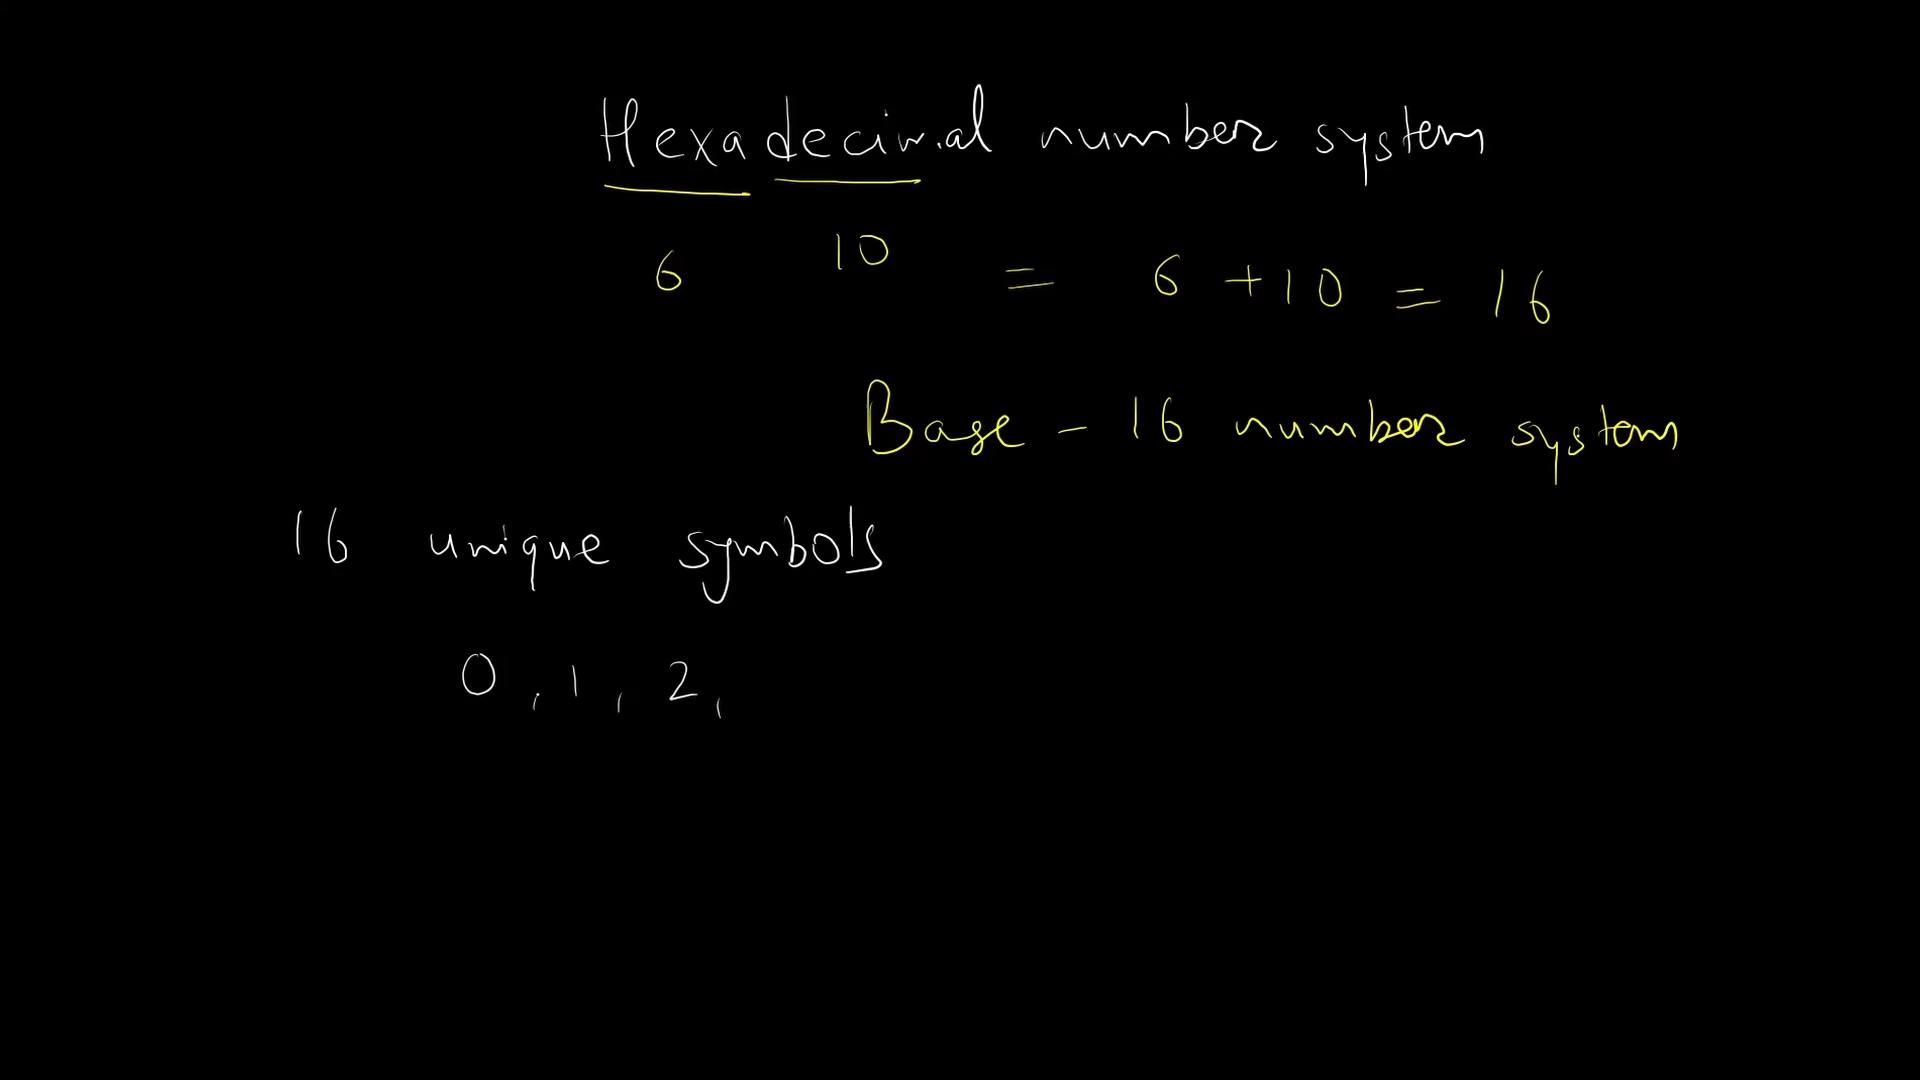 Hexadecimal number system
6 10 = 6 + 10 = 16
Base - 16 number system
16 unique symbols
0, 1, 2,